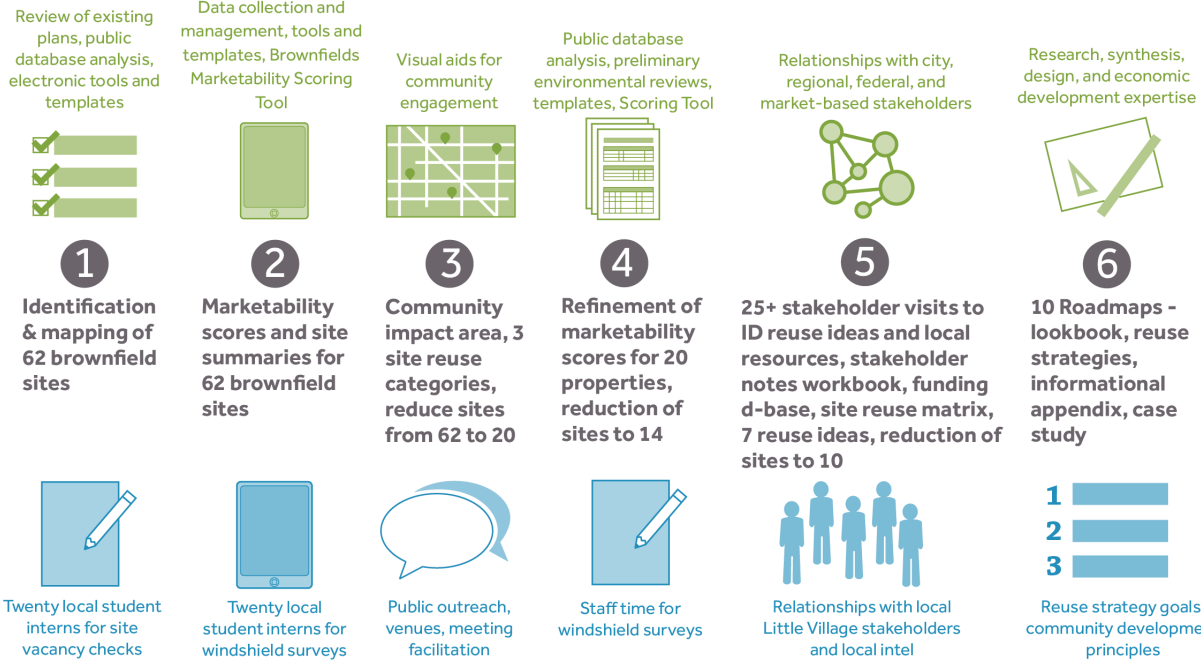 Review of existing
plans, public
database analysis,
electronic tools and
templates
Data collection and
management, tools and
templates, Brownfields
Marketability Scoring
Tool
Visual aids for
community
engagement
Public database
analysis, preliminary
environmental reviews,
templates, Scoring Tool
Relationships with city,
regional, federal, and
market-based stakeholders
Research, synthesis,
design, and economic
development expertise
1
Identification
& mapping of
62 brownfield
sites
2
Marketability
scores and site
summaries for
62 brownfield
sites
3
Community
impact area, 3
site reuse
categories,
reduce sites
from 62 to 20
4
Refinement of
marketability
scores for 20
properties,
reduction of
sites to 14
5
25+ stakeholder visits to
ID reuse ideas and local
resources, stakeholder
notes workbook, funding
d-base, site reuse matrix,
7 reuse ideas, reduction of
sites to 10
6
10 Roadmaps -
lookbook, reuse
strategies,
informational
appendix, case
study
1
2
3
Twenty local student
interns for site
vacancy checks
Twenty local
student interns for
windshield surveys
Public outreach,
venues, meeting
facilitation
Staff time for
windshield surveys
Relationships with local
Little Village stakeholders
and local intel
Reuse strategy goals
community developme
principles